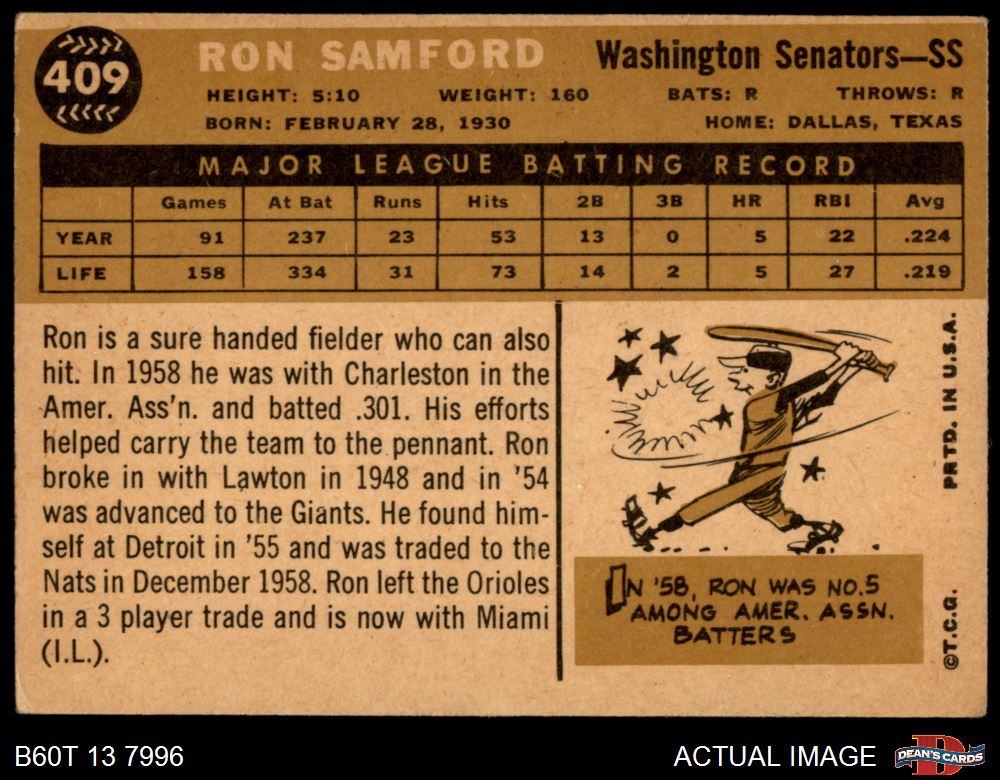 409
RON SAMFORD
Washington Senators—SS
HEIGHT: 5:10 WEIGHT: 160 BATS: R THROWS: R
BORN: FEBRUARY 28, 1930 HOME: DALLAS, TEXAS
MAJOR LEAGUE BATTING RECORD
Games At Bat Runs Hits 2B 3B HR RBI Avg
YEAR 91 237 23 53 13 0 5 22 .224
LIFE 158 334 31 73 14 2 5 27 .219
Ron is a sure handed fielder who can also
hit. In 1958 he was with Charleston in the
Amer. Ass'n. and batted .301. His efforts
helped carry the team to the pennant. Ron
broke in with Lawton in 1948 and in '54
was advanced to the Giants. He found him-
self at Detroit in '55 and was traded to the
Nats in December 1958. Ron left the Orioles
in a 3 player trade and is now with Miami
(I.L.).
IN '58, RON WAS NO.5
AMONG AMER. ASSN.
BATTERS
PRTD. IN U.S.A.
©T.C.G.
B60T 13 7996
ACTUAL IMAGE
DEAN'S CARDS